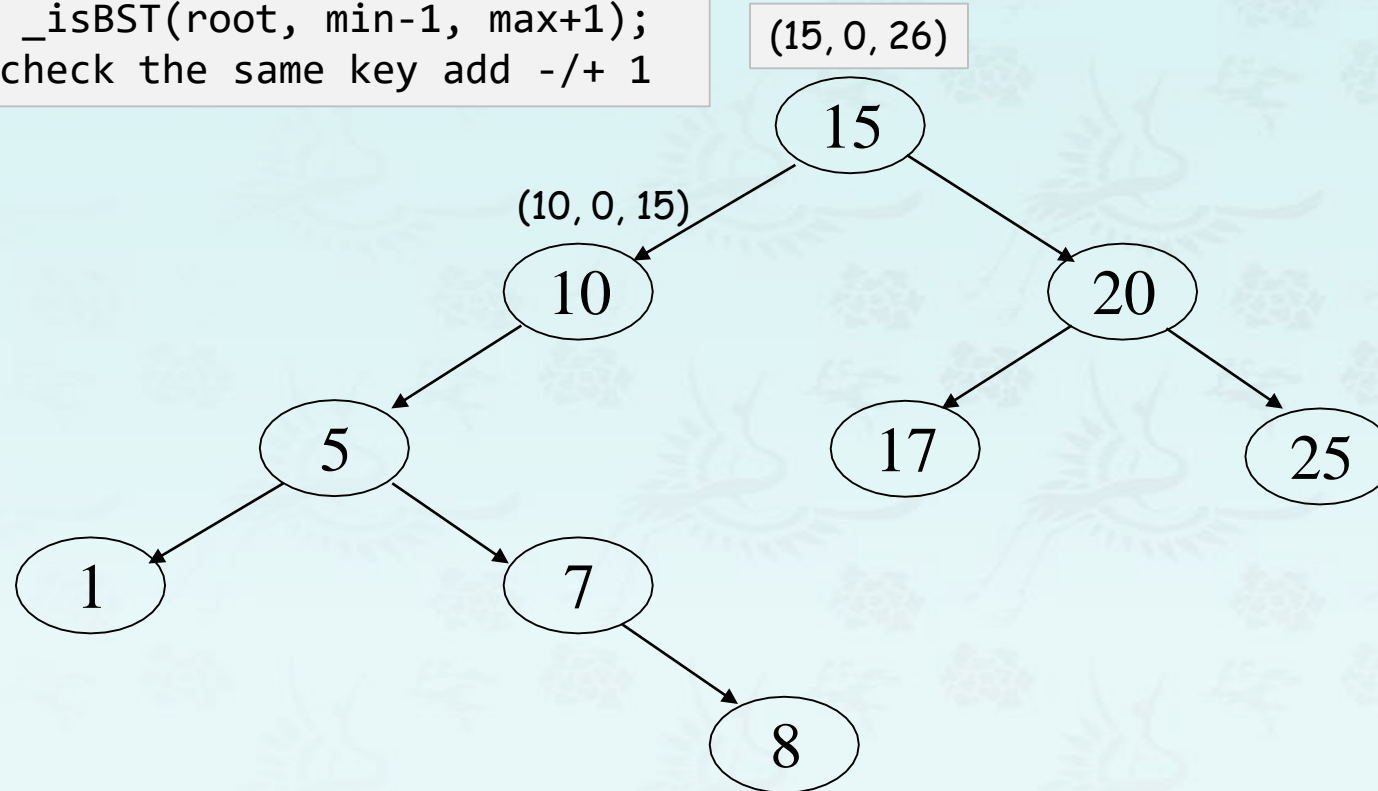 _isBST(root, min-1, max+1);
check the same key add -/+ 1
(15, 0, 26)
15
(10, 0, 15)
10
20
5
17
25
1
7
8